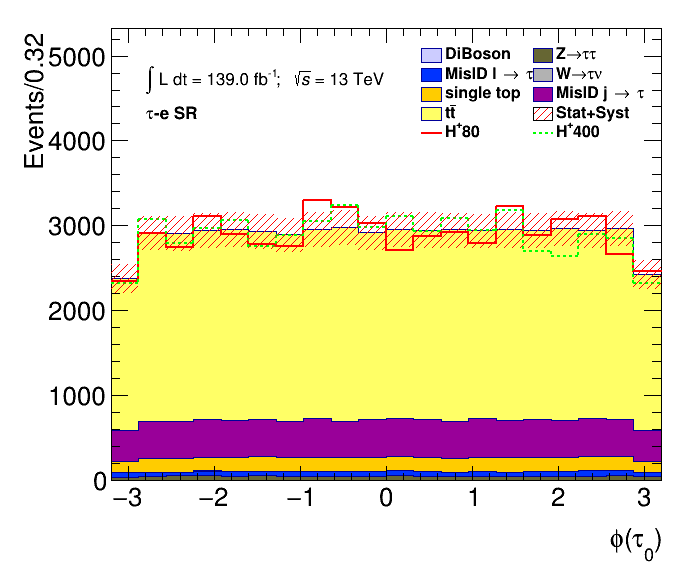 Events/0.32
5000
4000
3000
2000
1000
0
∫ L dt = 139.0 fb⁻¹; √s = 13 TeV
τ-e SR
DiBoson
Z→ττ
MisID l → τ
W→τν
single top
MisID j → τ
tt̄
Stat+Syst
H⁺80
H⁺400
−3 −2 −1 0 1 2 3
ϕ(τ₀)